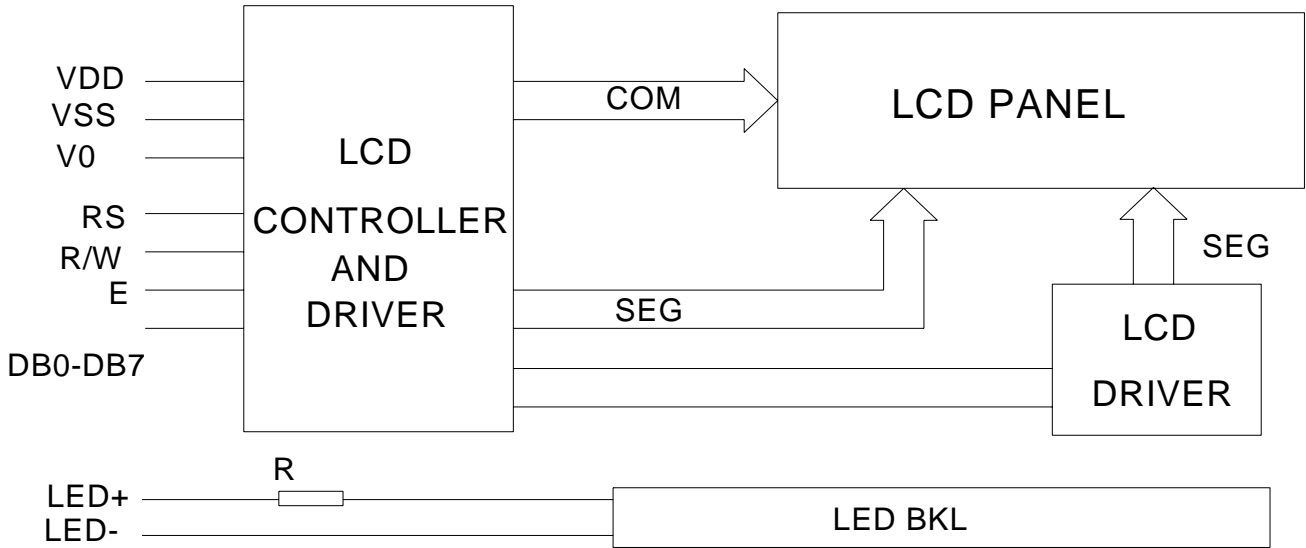 VDD
VSS
V0
RS
R/W
E
DB0-DB7
LCD
CONTROLLER
AND
DRIVER
COM
SEG
LCD PANEL
SEG
LCD
DRIVER
R
LED+
LED-
LED BKL